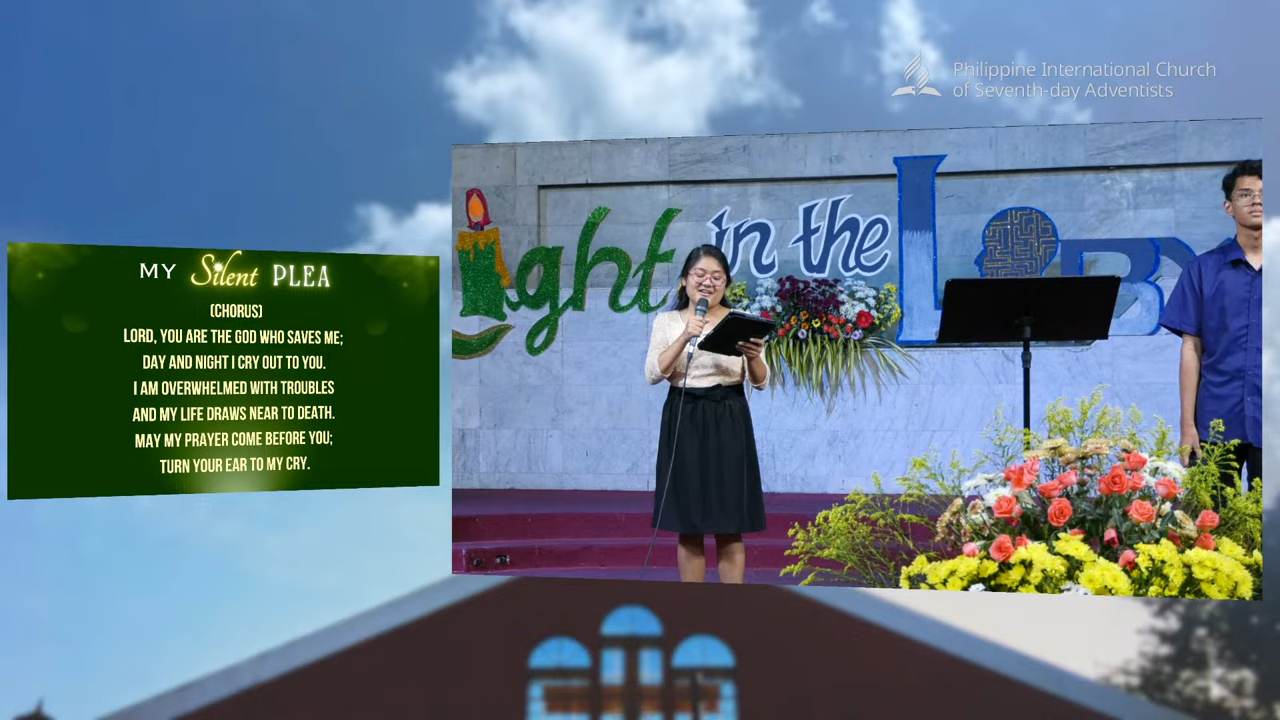 Philippine International Church
of Seventh-day Adventists
MY Silent PLEA
(CHORUS)
LORD, YOU ARE THE GOD WHO SAVES ME;
DAY AND NIGHT I CRY OUT TO YOU.
I AM OVERWHELMED WITH TROUBLES
AND MY LIFE DRAWS NEAR TO DEATH.
MAY MY PRAYER COME BEFORE YOU;
TURN YOUR EAR TO MY CRY.
Light in the L